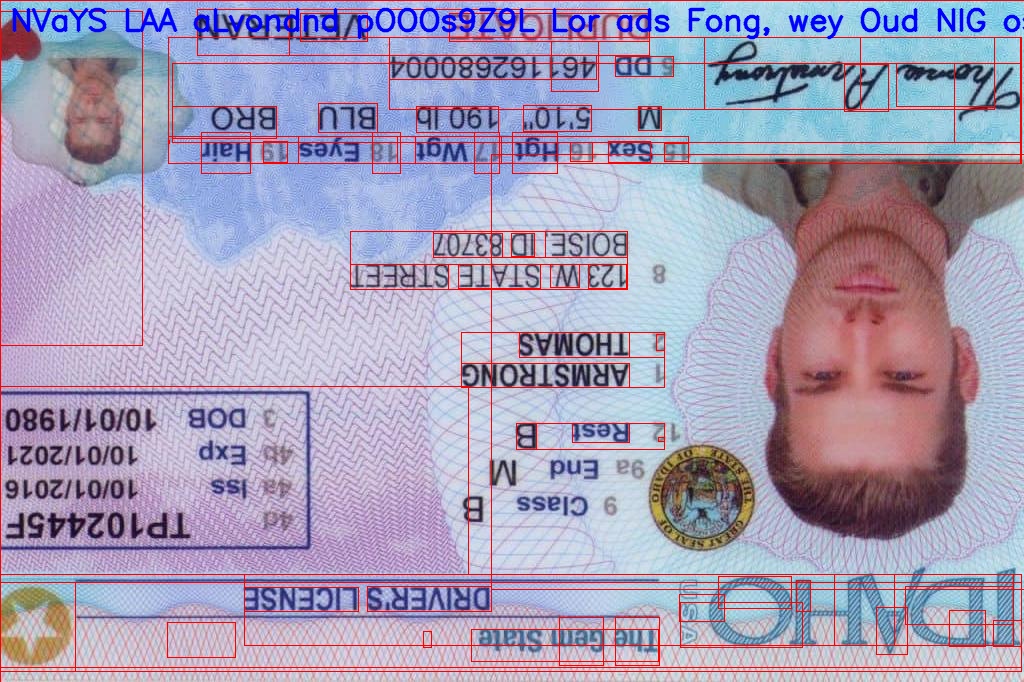 NVaYS LAA aLvondnd pOOOs9Z9L Lor ads Fong, wey Oud NIG
IDAHO
USA
The Gem State
DRIVER'S LICENSE
4d TP102445F
4a Iss 10/01/2016
4b Exp 10/01/2021
3 DOB 10/01/1980
9 Class B
9a End M
12 Rest B
GREAT SEAL OF THE STATE OF IDAHO
1 ARMSTRONG
2 THOMAS
8 123 W. STATE STREET
BOISE, ID 83707
15 Sex 16 Hgt 17 Wgt 18 Eyes 19 Hair
M 5'10" 190 lb BLU BRO
5 DD 461162680004
Thomas Armstrong
DUPLICATE VETERAN